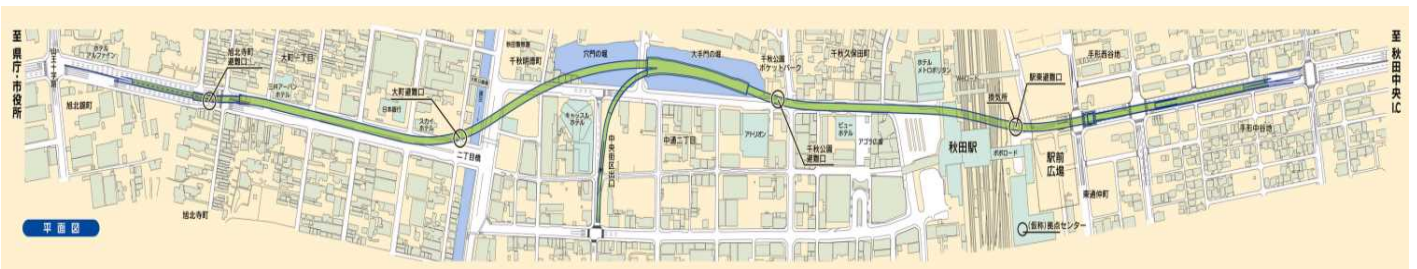 至 県庁・市役所
山王十字路
ホテル
アルファイン
旭北錦町
旭北寺町
避難口
大町一丁目
三井アーバン
ホテル
日本銀行
大町避難口
スカイ
ホテル
旭北寺町
二丁目橋
千秋明徳町
穴門の堀
キャッスル
ホテル
中央街区出口
大手門の堀
中通二丁目
千秋公園
ポケットパーク
アトリオン
千秋公園
避難口
千秋久保田町
ビュー
ホテル
アゴラ広場
ホテル
メトロポリタン
秋田駅
換気所
駅東避難口
ポポロード
駅前
広場
(仮称)拠点センター
手形西谷地
東通仲町
手形中谷地
至 秋田中央I.C
平面図